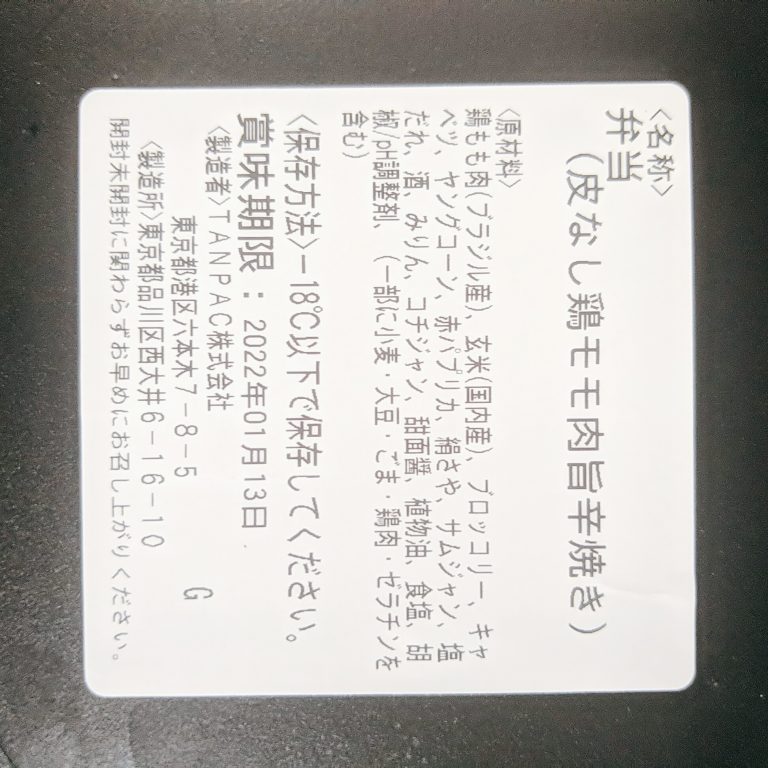 〈名称〉
弁当
（皮なし鶏モモ肉旨辛焼き）
〈原材料〉
鶏もも肉(ブラジル産)、玄米(国内産)、ブロッコリー、キャ
ベツ、ヤングコーン、赤パプリカ、絹さや、サムジャン、塩
だれ、酒、みりん、コチジャン、甜面醤、植物油、食塩、胡
椒/pH調整剤、（一部に小麦・大豆・ごま・鶏肉・ゼラチンを
含む）
〈保存方法〉－18℃以下で保存してください。
賞味期限：2022年01月13日
〈製造者〉TANPAC株式会社
東京都港区六本木7－8－5
G
〈製造所〉東京都品川区西大井6－16－10
開封未開封に関わらずお早めにお召し上がりください。